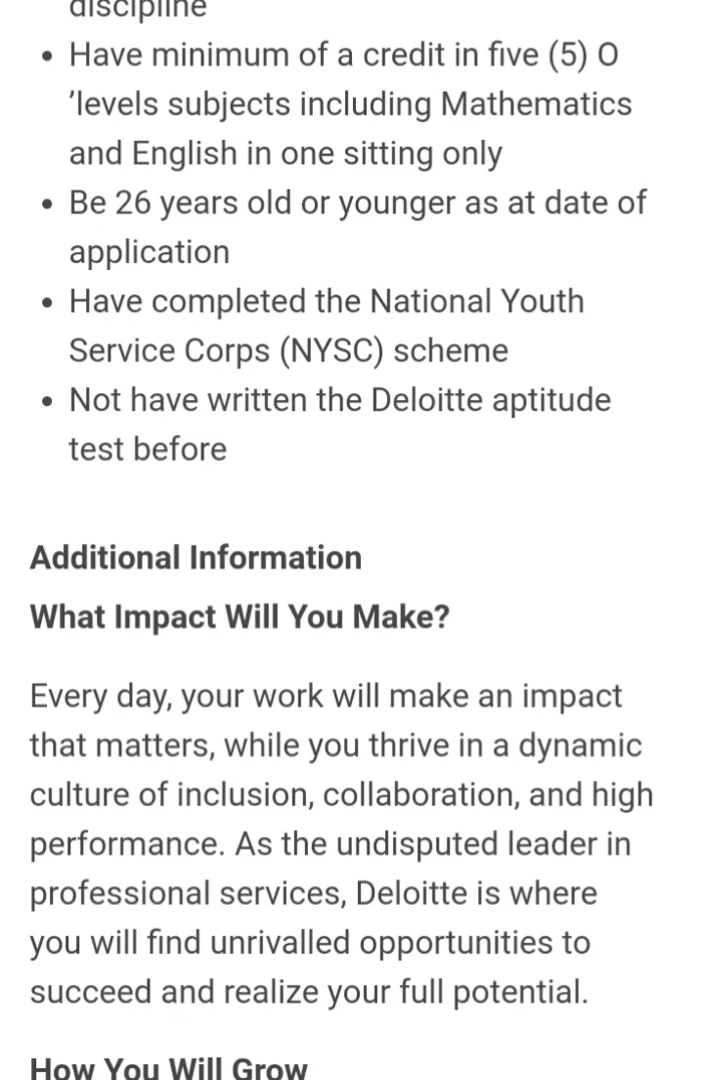 discipline
• Have minimum of a credit in five (5) O
'levels subjects including Mathematics
and English in one sitting only
• Be 26 years old or younger as at date of
application
• Have completed the National Youth
Service Corps (NYSC) scheme
• Not have written the Deloitte aptitude
test before
Additional Information
What Impact Will You Make?
Every day, your work will make an impact
that matters, while you thrive in a dynamic
culture of inclusion, collaboration, and high
performance. As the undisputed leader in
professional services, Deloitte is where
you will find unrivalled opportunities to
succeed and realize your full potential.
How You Will Grow